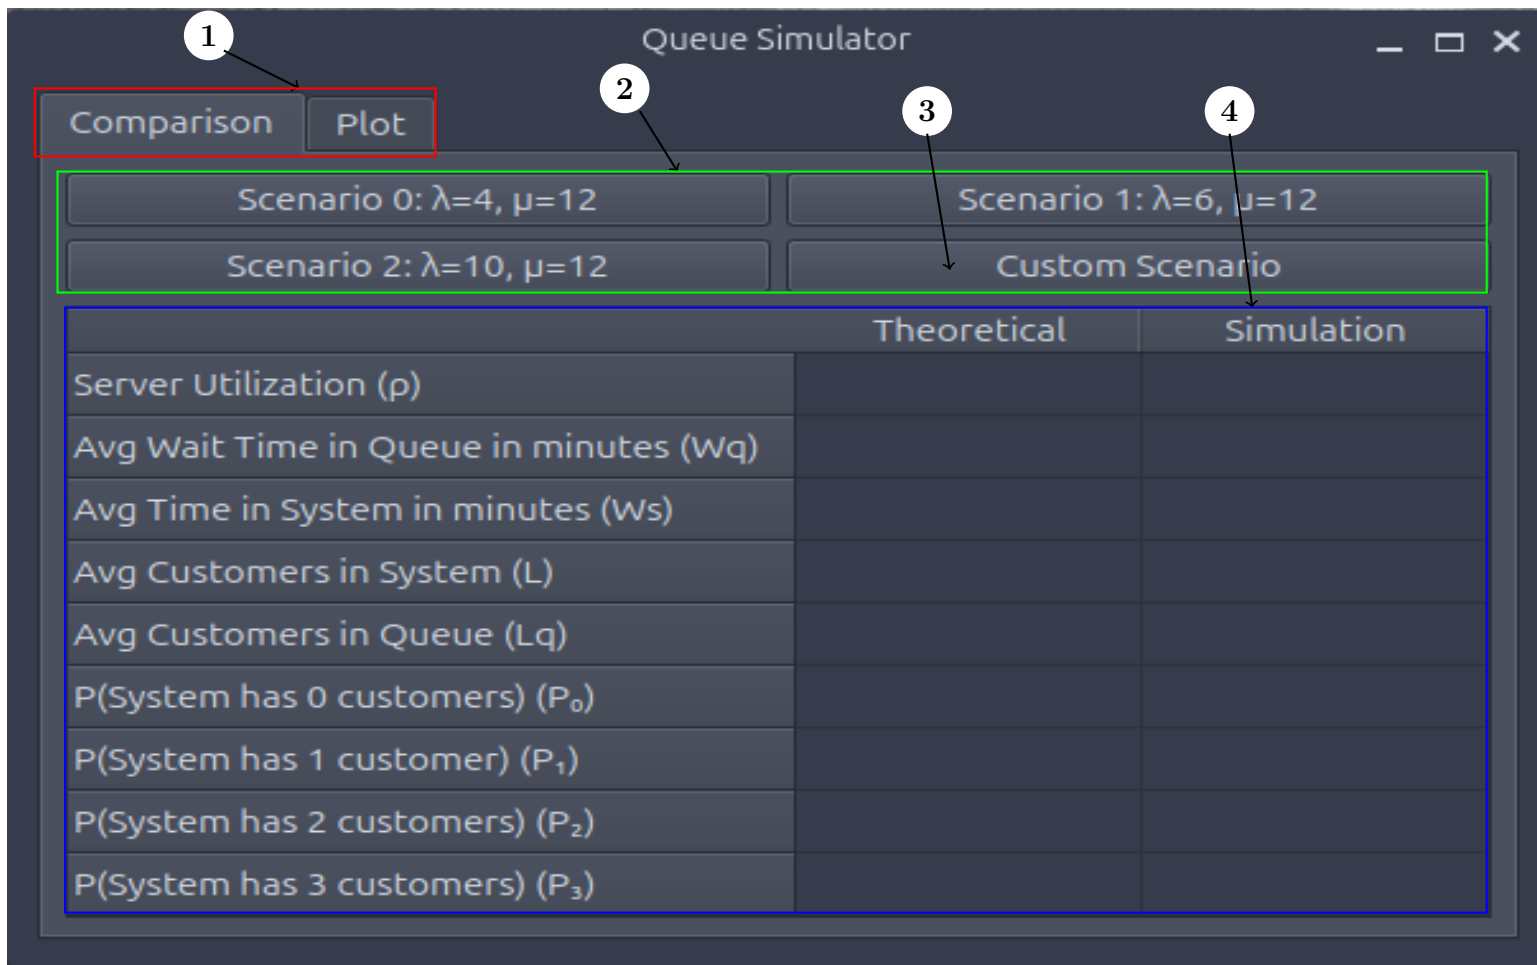 1
Queue Simulator
2
3
4
Comparison Plot
Scenario 0: λ=4, μ=12 Scenario 1: λ=6, μ=12
Scenario 2: λ=10, μ=12 Custom Scenario
Theoretical Simulation
Server Utilization (ρ)
Avg Wait Time in Queue in minutes (Wq)
Avg Time in System in minutes (Ws)
Avg Customers in System (L)
Avg Customers in Queue (Lq)
P(System has 0 customers) (P₀)
P(System has 1 customer) (P₁)
P(System has 2 customers) (P₂)
P(System has 3 customers) (P₃)